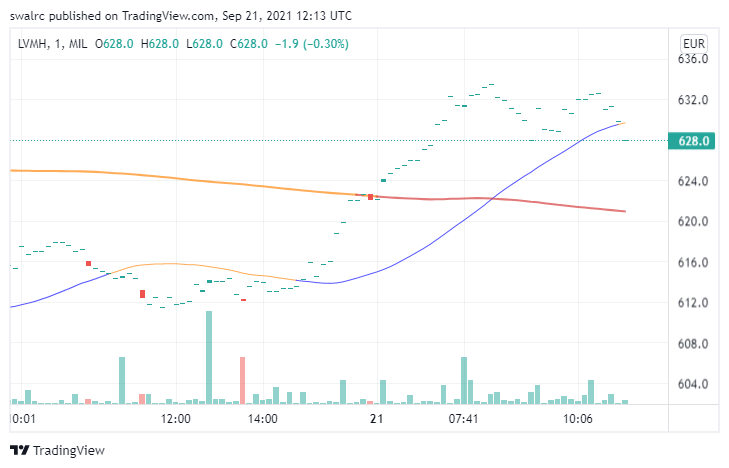 swalrc published on TradingView.com, Sep 21, 2021 12:13 UTC
LVMH, 1, MIL O628.0 H628.0 L628.0 C628.0 −1.9 (−0.30%)
EUR
636.0
632.0
628.0
624.0
620.0
616.0
612.0
608.0
604.0
0:01 12:00 14:00 21 07:41 10:06
TradingView